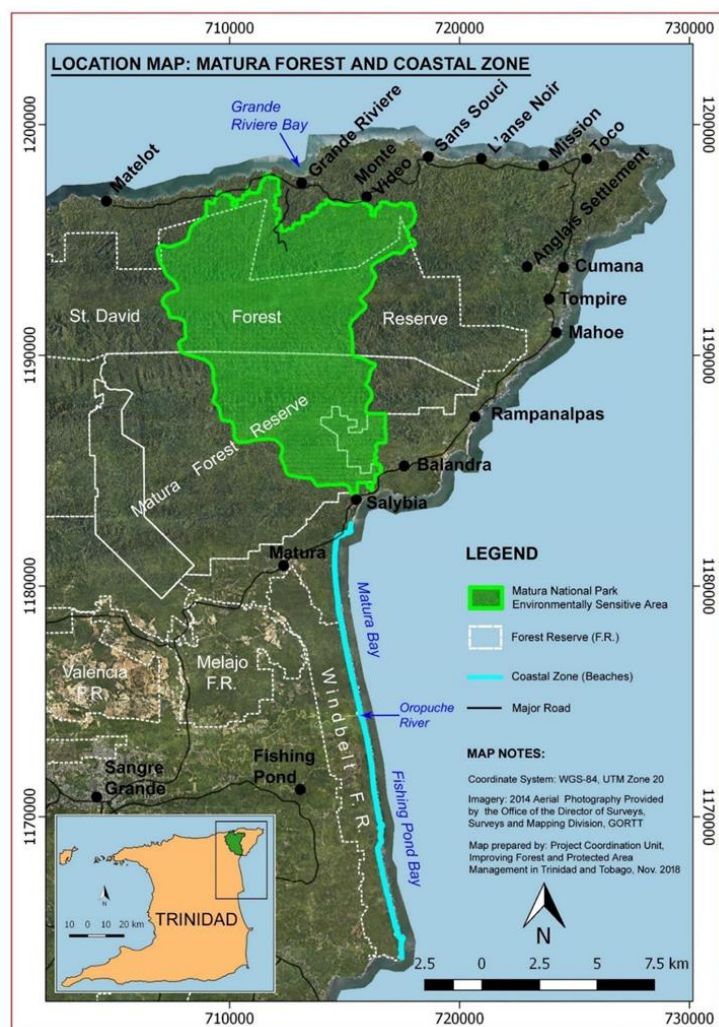 710000
720000
730000
LOCATION MAP: MATURA FOREST AND COASTAL ZONE
1200000
1200000
Grande
Riviere Bay
Matelot
Grande Riviere
Monte
Video
Sans Souci
L'anse Noir
Mission
Toco
Anglais Settlement
Cumana
Tompire
Mahoe
St. David
Forest
Reserve
1190000
1190000
Rampanalpas
Matura Forest Reserve
Balandra
Salybia
Matura
Matura Bay
1180000
1180000
LEGEND
Matura National Park
Environmentally Sensitive Area
Forest Reserve (F.R.)
Coastal Zone (Beaches)
Major Road
Valencia
F.R.
Melajo
F.R.
Windbelt F.R.
Oropuche
River
Sangre
Grande
Fishing
Pond
Fishing Pond Bay
1170000
1170000
MAP NOTES:
Coordinate System: WGS-84, UTM Zone 20
Imagery: 2014 Aerial Photography Provided
by the Office of the Director of Surveys,
Surveys and Mapping Division, GORTT
Map prepared by: Project Coordination Unit,
Improving Forest and Protected Area
Management in Trinidad and Tobago, Nov. 2018
N
N
10 0 10 20 km
TRINIDAD
2.5 0 2.5 5 7.5 km
710000
720000
730000